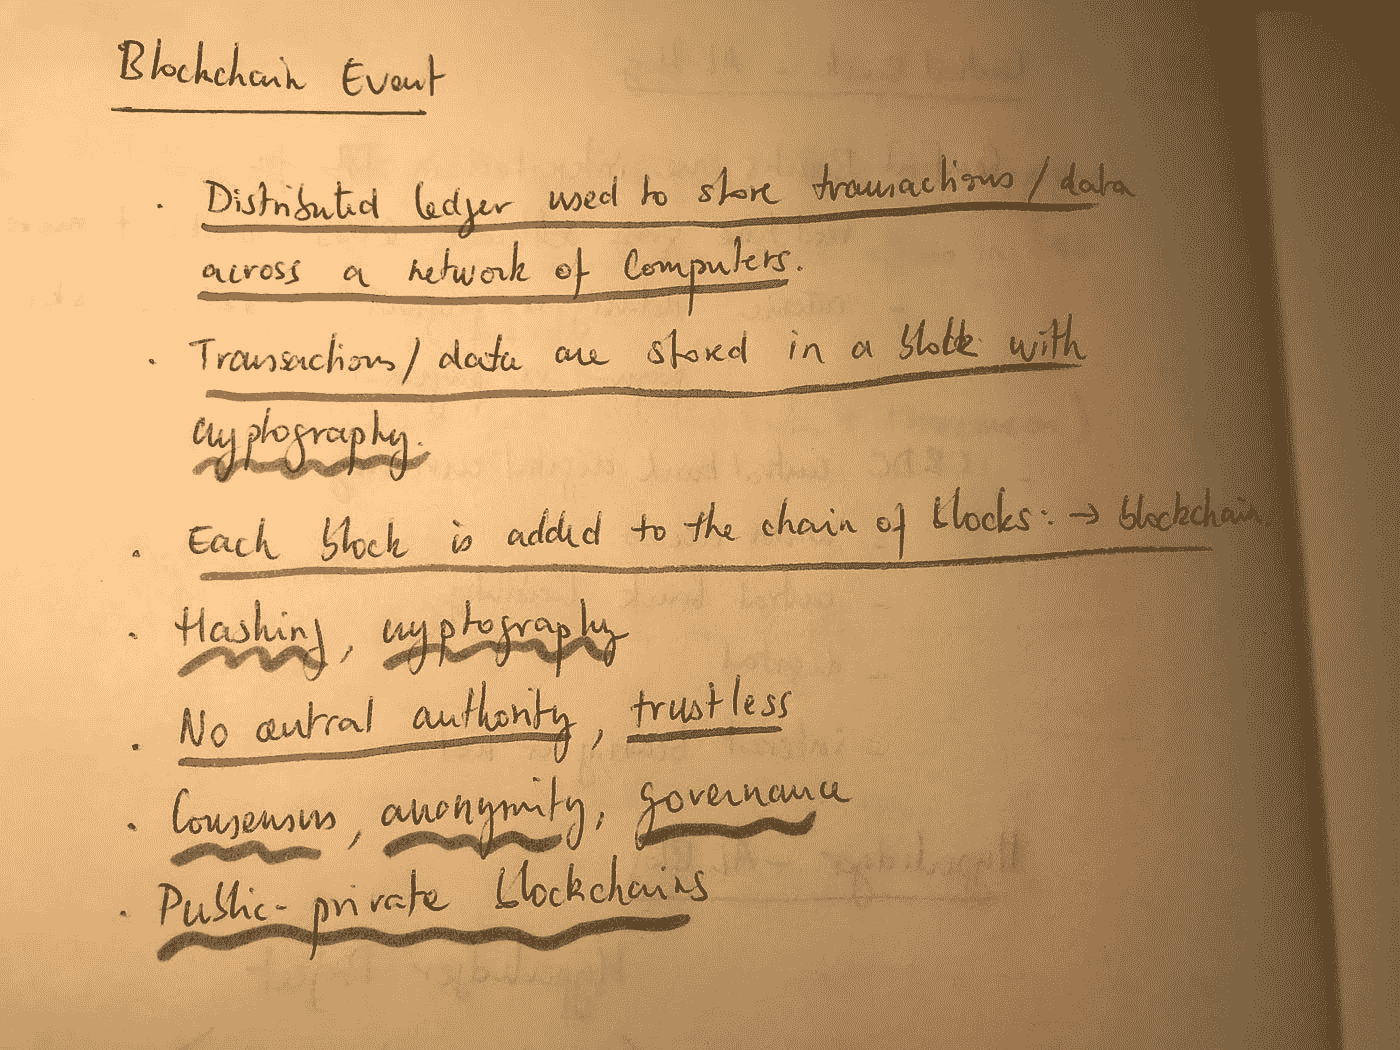 Blockchain Event
. Distributed ledger used to store transactions / data
across a network of computers.
. Transactions / data are stored in a block with
cryptography.
. Each block is added to the chain of blocks: → blockchain
. Hashing, cryptography
. No central authority, trustless
. Consensus, anonymity, governance
. Public-private blockchains